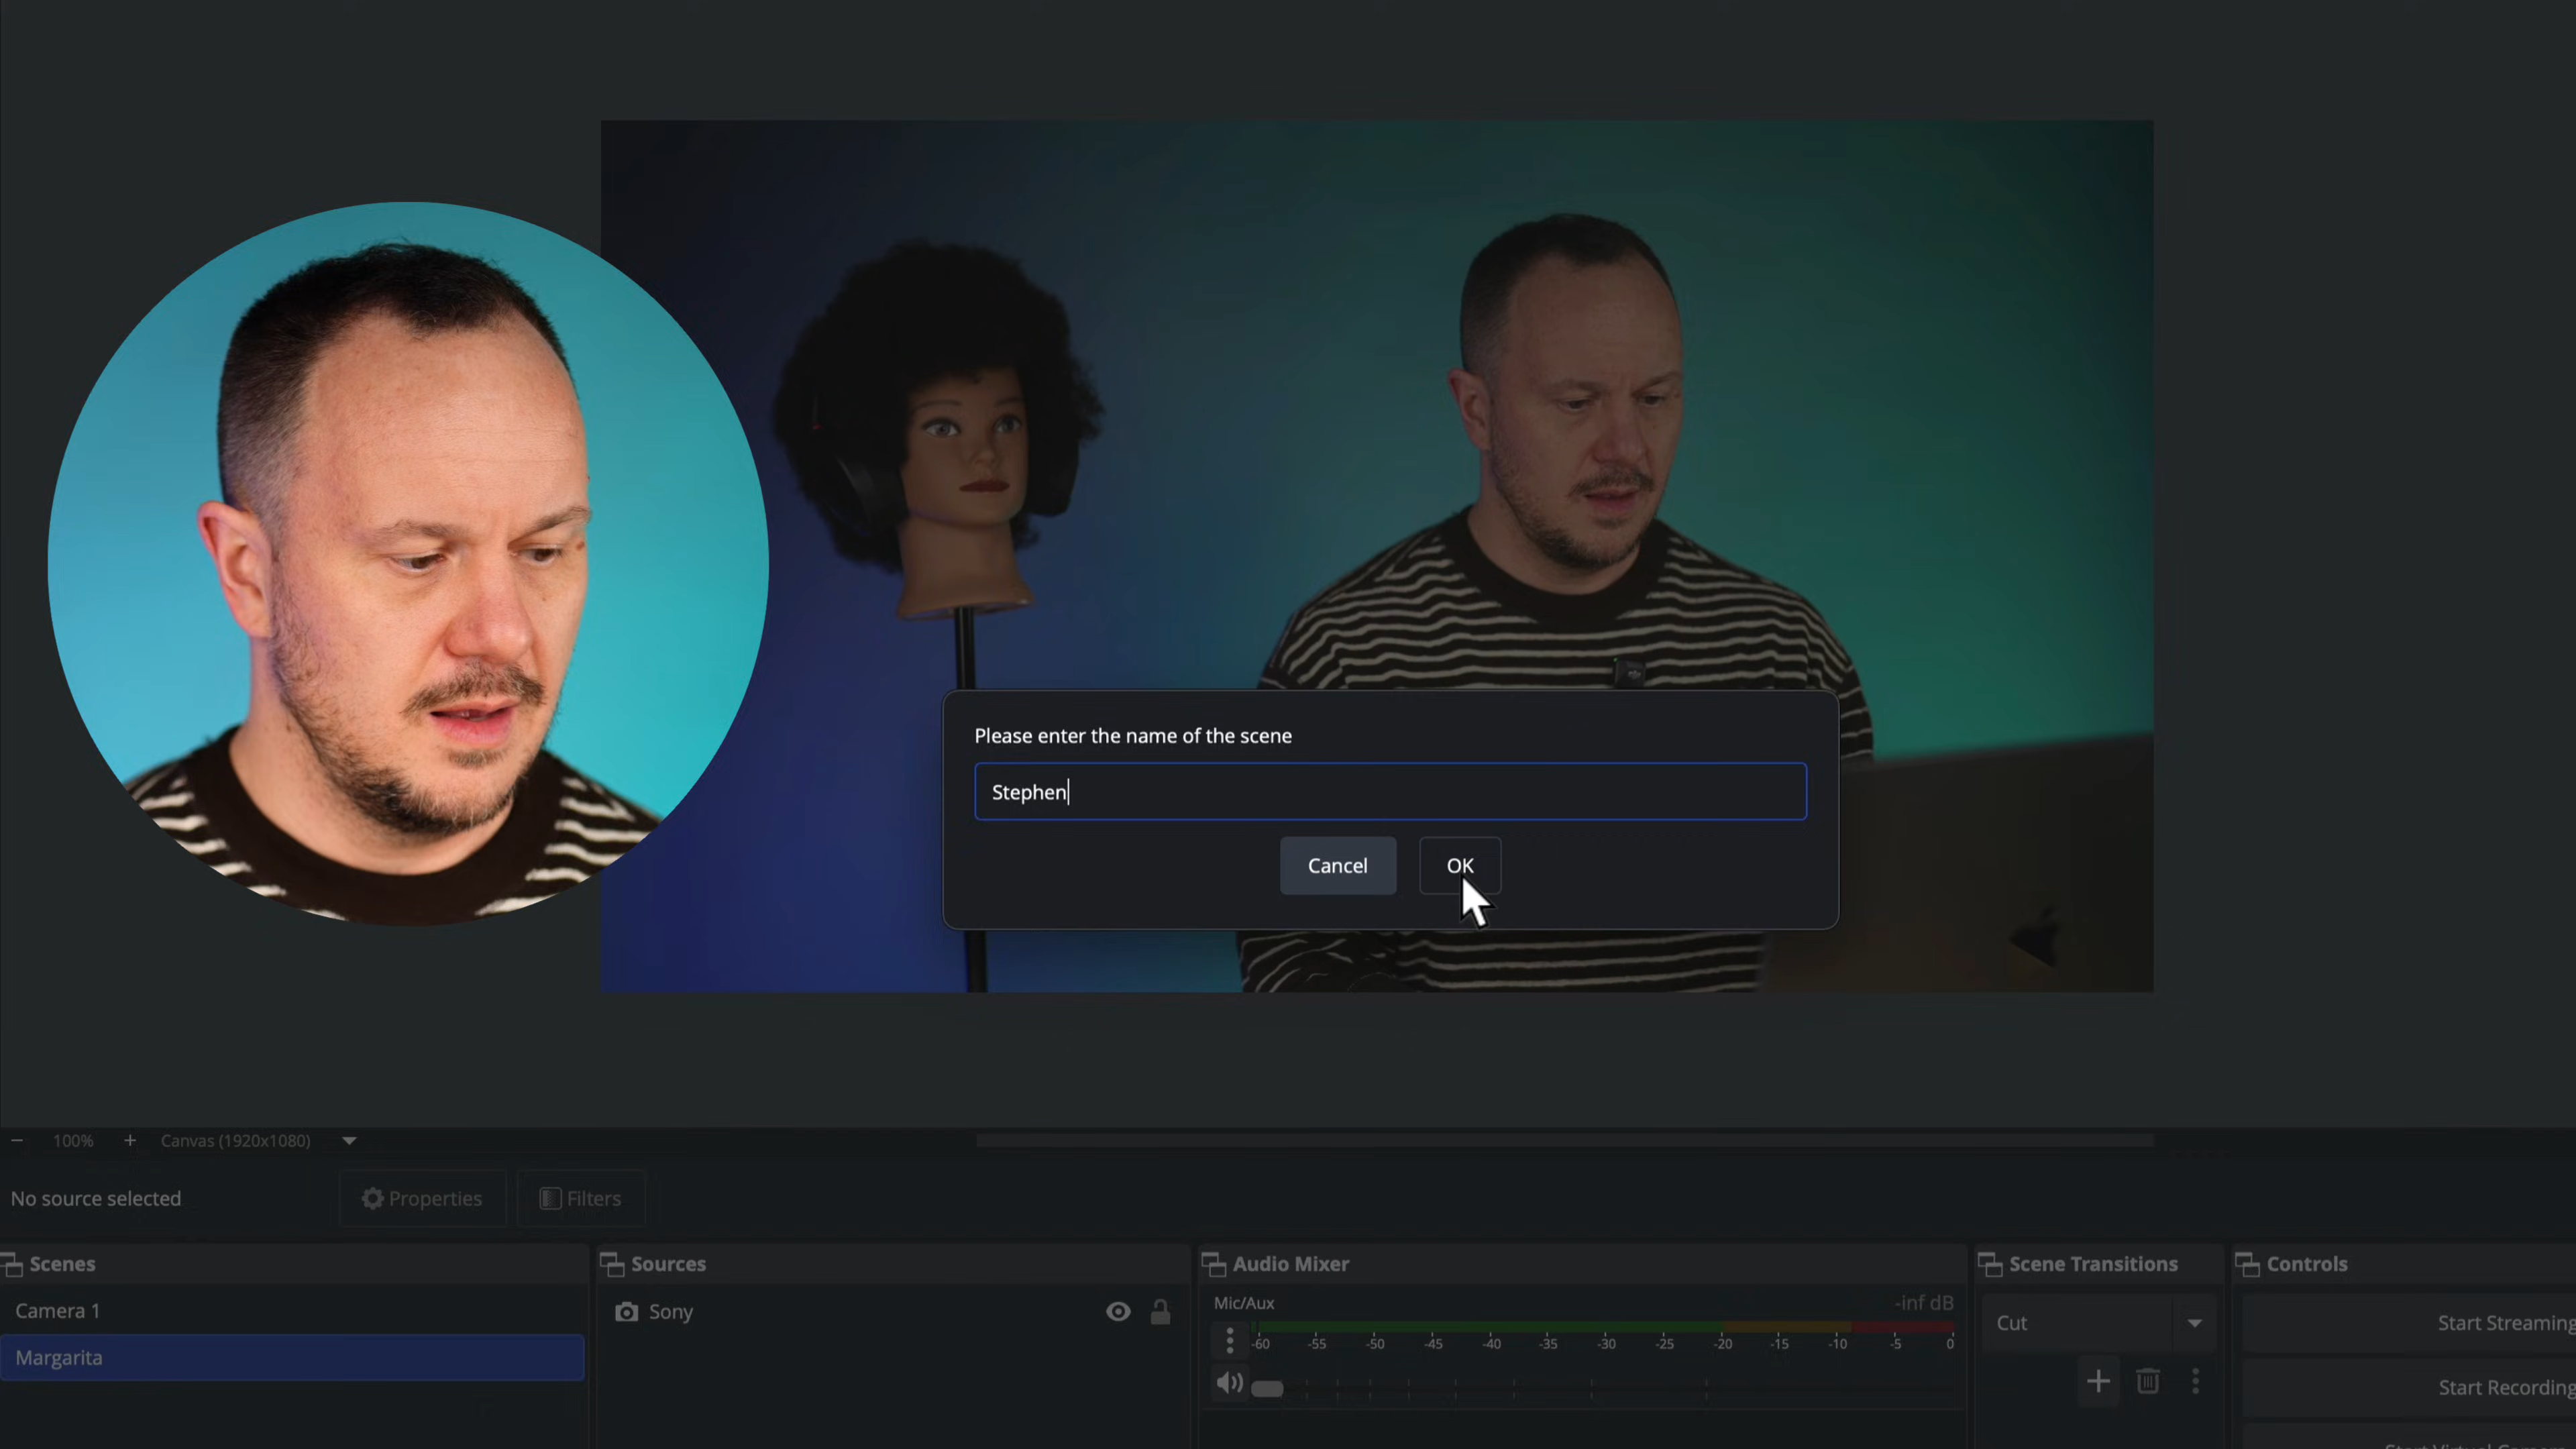 Please enter the name of the scene
Stephen
Cancel
OK
100%
Canvas (1920x1080)
No source selected
Properties
Filters
Scenes
Camera 1
Margarita
Sources
Sony
Audio Mixer
Mic/Aux
-inf dB
-60 -55 -50 -45 -40 -35 -30 -25 -20 -15 -10 -5 0
Scene Transitions
Cut
Controls
Start Streaming
Start Recording